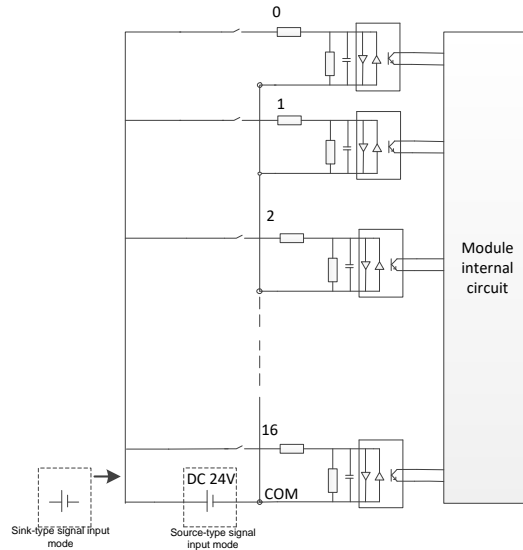 0
1
2
Module
internal
circuit
16
DC 24V
COM
Sink-type signal input
mode
Source-type signal
input mode